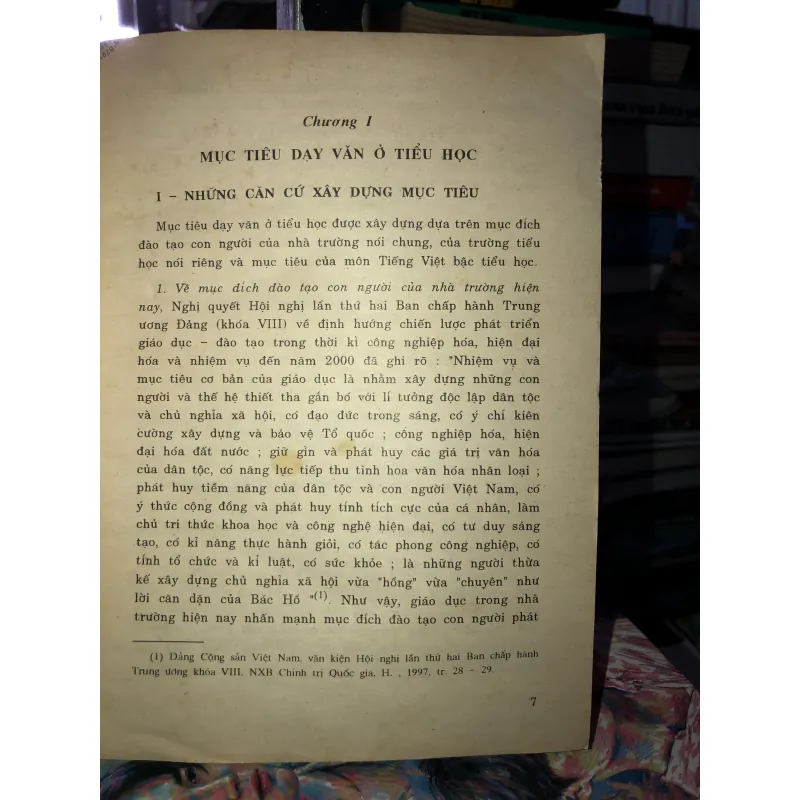 Chương I
MỤC TIÊU DẠY VĂN Ở TIỂU HỌC
I – NHỮNG CĂN CỨ XÂY DỰNG MỤC TIÊU
Mục tiêu dạy văn ở tiểu học được xây dựng dựa trên mục đích
đào tạo con người của nhà trường nói chung, của trường tiểu
học nói riêng và mục tiêu của môn Tiếng Việt bậc tiểu học.
1. Về mục đích đào tạo con người của nhà trường hiện
nay, Nghị quyết Hội nghị lần thứ hai Ban chấp hành Trung
ương Đảng (khóa VIII) về định hướng chiến lược phát triển
giáo dục – đào tạo trong thời kì công nghiệp hóa, hiện đại
hóa và nhiệm vụ đến năm 2000 đã ghi rõ : "Nhiệm vụ và
mục tiêu cơ bản của giáo dục là nhằm xây dựng những con
người và thế hệ thiết tha gắn bó với lí tưởng độc lập dân tộc
và chủ nghĩa xã hội, có đạo đức trong sáng, có ý chí kiên
cường xây dựng và bảo vệ Tổ quốc ; công nghiệp hóa, hiện
đại hóa đất nước ; giữ gìn và phát huy các giá trị văn hóa
của dân tộc, có năng lực tiếp thu tinh hoa văn hóa nhân loại ;
phát huy tiềm năng của dân tộc và con người Việt Nam, có
ý thức cộng đồng và phát huy tính tích cực của cá nhân, làm
chủ tri thức khoa học và công nghệ hiện đại, có tư duy sáng
tạo, có kĩ năng thực hành giỏi, có tác phong công nghiệp, có
tính tổ chức và kỉ luật, có sức khỏe ; là những người thừa
kế xây dựng chủ nghĩa xã hội vừa "hồng" vừa "chuyên" như
lời căn dặn của Bác Hồ "(1). Như vậy, giáo dục trong nhà
trường hiện nay nhấn mạnh mục đích đào tạo con người phát
(1) Đảng Cộng sản Việt Nam, văn kiện Hội nghị lần thứ hai Ban chấp hành
Trung ương khóa VIII. NXB Chính trị Quốc gia, H. , 1997, tr. 28 – 29.
7